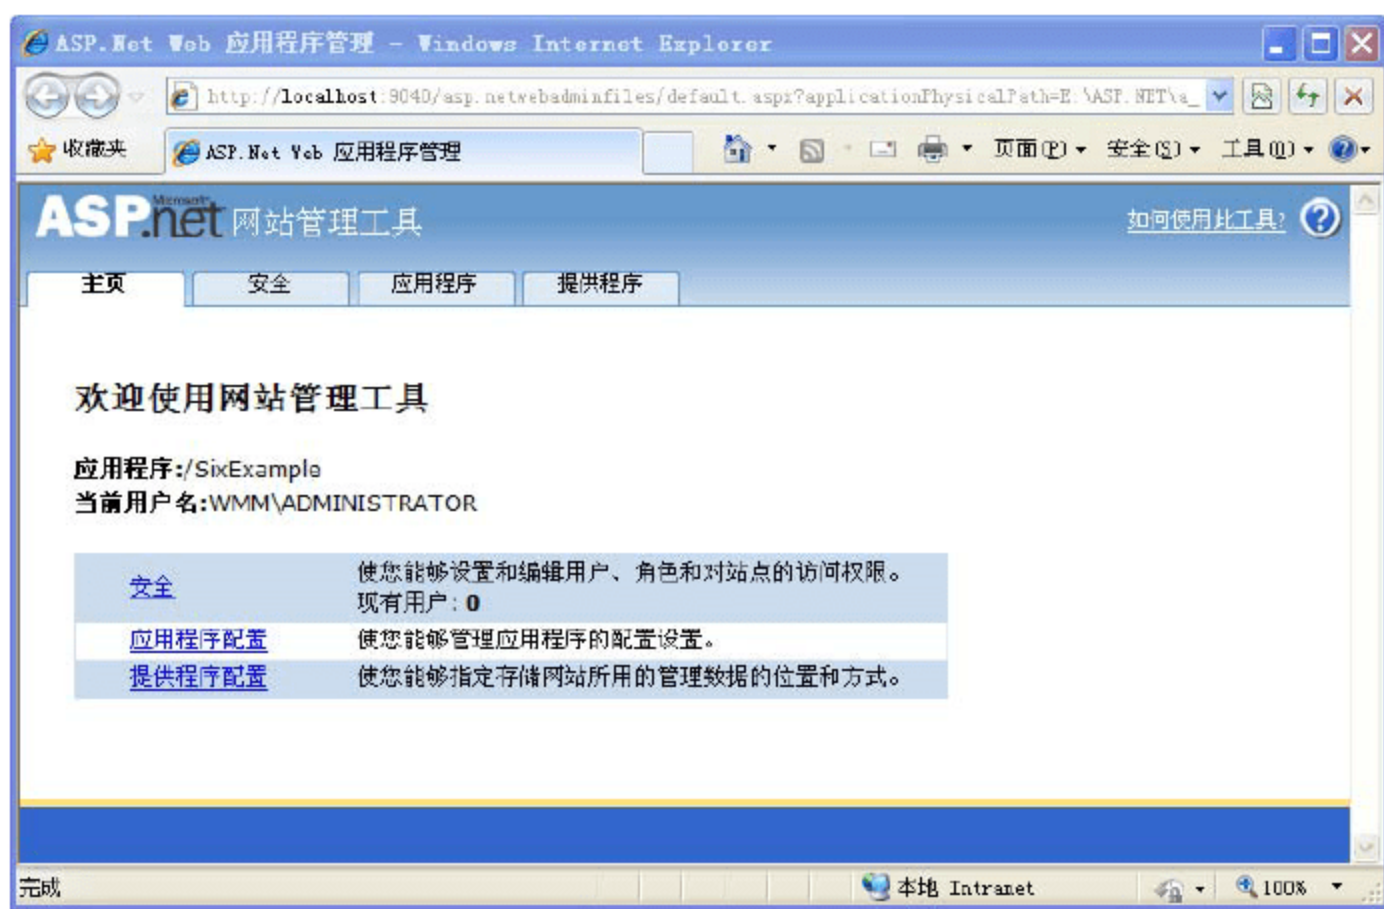 ASP.Net Web 应用程序管理 - Windows Internet Explorer
http://localhost:9040/asp.netwebadminfiles/default.aspx?applicationPhysicalPath=E:\ASP.NET\a_
收藏夹 ASP.Net Web 应用程序管理 页面(P) 安全(S) 工具(O)
Microsoft
ASP.net 网站管理工具 如何使用此工具?
主页 安全 应用程序 提供程序
欢迎使用网站管理工具
应用程序:/SixExample
当前用户名:WMM\ADMINISTRATOR
安全 使您能够设置和编辑用户、角色和对站点的访问权限。
现有用户: 0
应用程序配置 使您能够管理应用程序的配置设置。
提供程序配置 使您能够指定存储网站所用的管理数据的位置和方式。
完成 本地 Intranet 100%